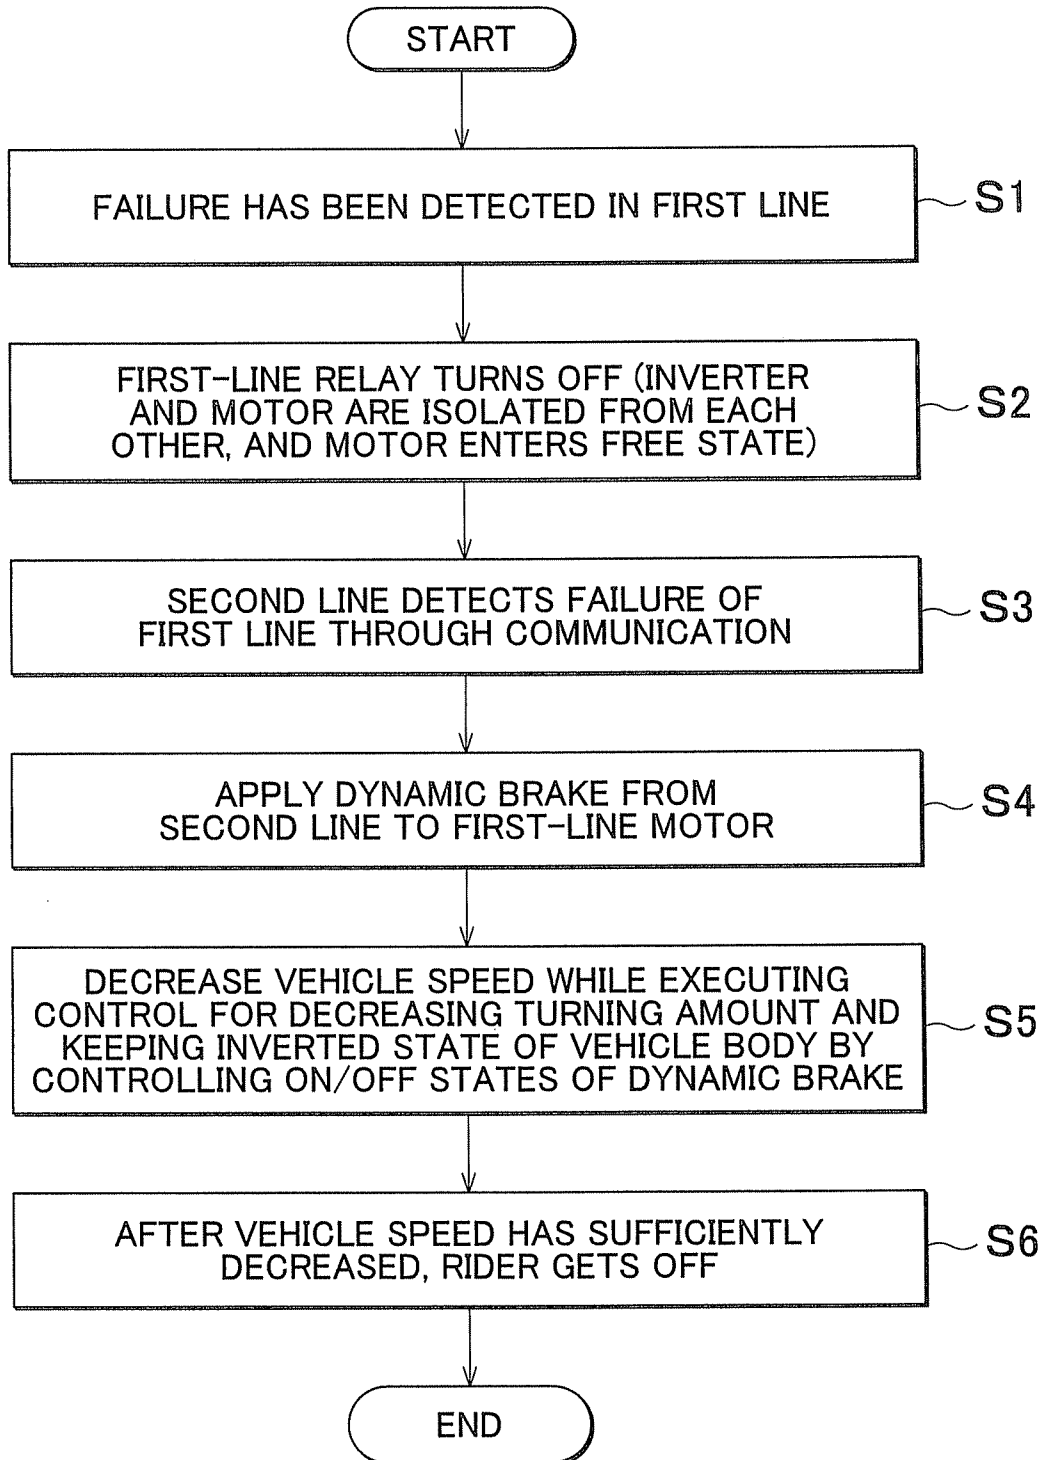 START
FAILURE HAS BEEN DETECTED IN FIRST LINE
S1
FIRST-LINE RELAY TURNS OFF (INVERTER
AND MOTOR ARE ISOLATED FROM EACH
OTHER, AND MOTOR ENTERS FREE STATE)
S2
SECOND LINE DETECTS FAILURE OF
FIRST LINE THROUGH COMMUNICATION
S3
APPLY DYNAMIC BRAKE FROM
SECOND LINE TO FIRST-LINE MOTOR
S4
DECREASE VEHICLE SPEED WHILE EXECUTING
CONTROL FOR DECREASING TURNING AMOUNT AND
KEEPING INVERTED STATE OF VEHICLE BODY BY
CONTROLLING ON/OFF STATES OF DYNAMIC BRAKE
S5
AFTER VEHICLE SPEED HAS SUFFICIENTLY
DECREASED, RIDER GETS OFF
S6
END